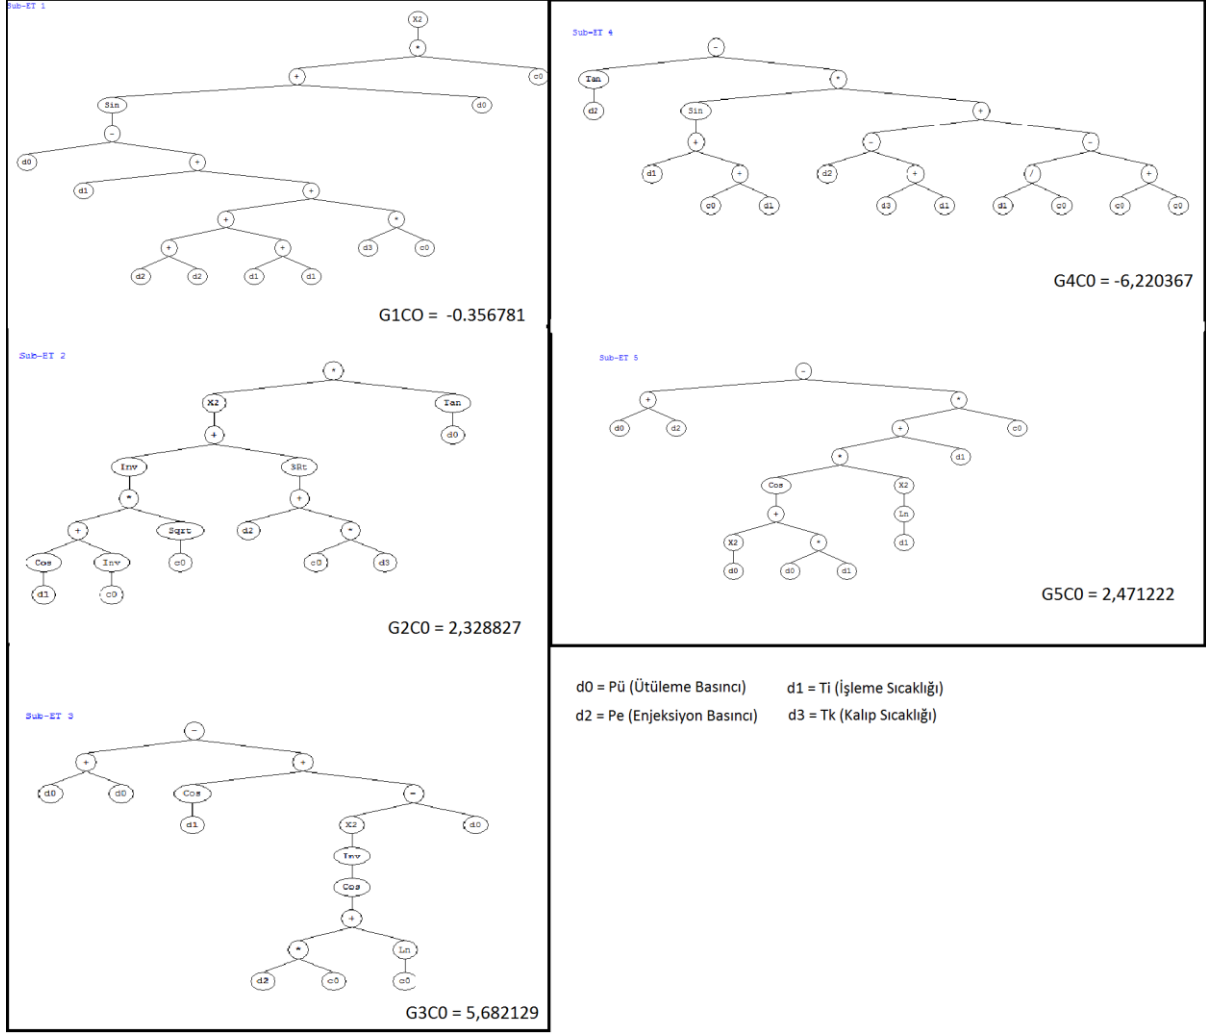 Sub-ET 1
X2
*
+ c0
Sin d0
-
d0 +
d1 +
+ *
+ + d3 c0
d2 d2 d1 d1
G1CO = -0.356781
Sub-ET 2
*
X2 Tan
+ d0
Inv 3Rt
* +
+ Sqrt d2 *
Cos Inv c0 c0 d3
d1 c0
G2C0 = 2,328827
Sub-ET 3
-
+ +
d0 d0 Cos -
d1 X2 d0
Inv
Cos
+
* Ln
d2 c0 c0
G3C0 = 5,682129
Sub-ET 4
-
Tan *
d2 Sin +
+ - -
d1 + d2 + / +
c0 d1 d3 d1 d1 c0 c0 c0
G4C0 = -6,220367
Sub-ET 5
-
+ *
d0 d2 + c0
* d1
Cos X2
+ Ln
X2 * d1
d0 d0 d1
G5C0 = 2,471222
d0 = Pü (Ütüleme Basıncı) d1 = Ti (İşleme Sıcaklığı)
d2 = Pe (Enjeksiyon Basıncı) d3 = Tk (Kalıp Sıcaklığı)